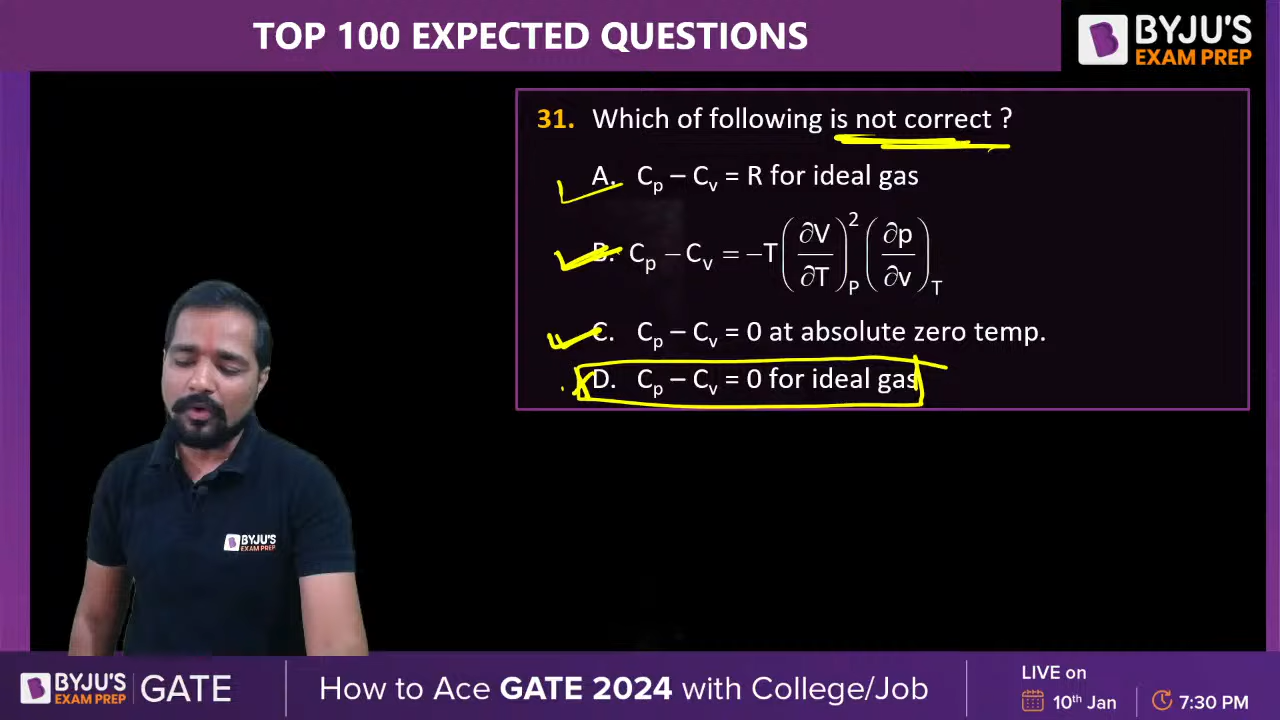 TOP 100 EXPECTED QUESTIONS
BYJU'S
EXAM PREP
31. Which of following is not correct ?
A. Cp – Cv = R for ideal gas
B. Cp – Cv = –T(∂V/∂T)²P (∂p/∂v)T
C. Cp – Cv = 0 at absolute zero temp.
D. Cp – Cv = 0 for ideal gas
BYJU'S
EXAM PREP
BYJU'S
EXAM PREP
GATE
How to Ace GATE 2024 with College/Job
LIVE on
10th Jan
7:30 PM